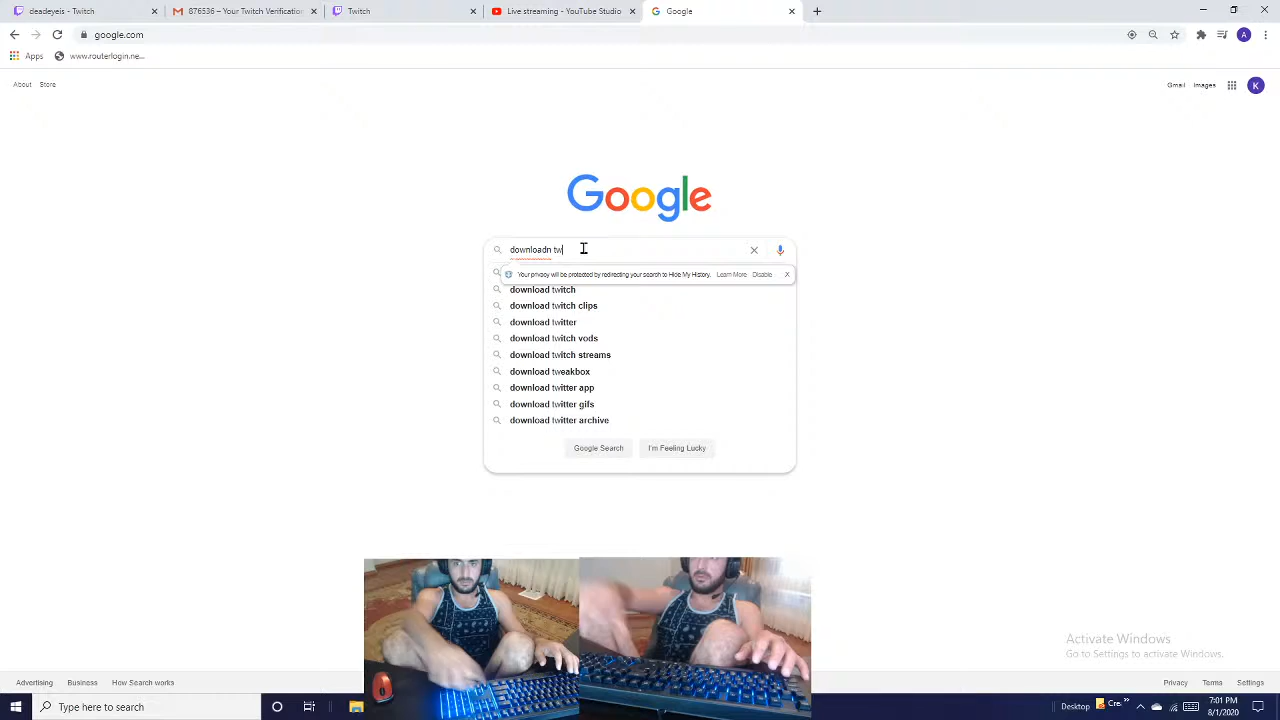 deadeyeis - Twitch
876536 – Your Twitch Verification
Twitch
Live streaming - YouTube Studio
Google
google.com
A
Apps
www.routerlogin.ne...
About
Store
Gmail
Images
K
Google
downloadn tw
Your privacy will be protected by redirecting your search to Hide My History.
Learn More
Disable
X
download twitch
download twitch clips
download twitter
download twitch vods
download twitch streams
download tweakbox
download twitter app
download twitter gifs
download twitter archive
Google Search
I'm Feeling Lucky
Activate Windows
Go to Settings to activate Windows.
Advertising
Business
How Search works
Privacy
Terms
Settings
Type here to search
Desktop
7:01 PM
8/1/2020